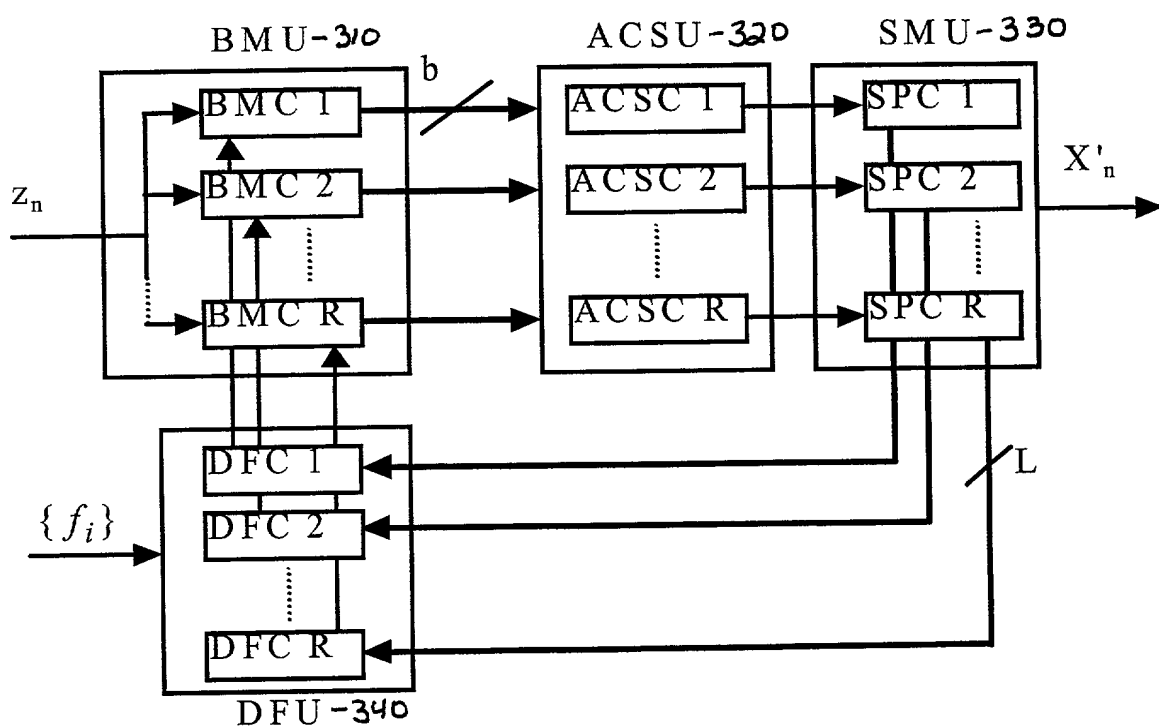 BMU-310
ACSU-320
SMU-330
b
BMC 1
ACSC 1
SPC 1
X'n
zn
BMC 2
ACSC 2
SPC 2
BMC R
ACSC R
SPC R
DFC 1
L
{fi}
DFC 2
DFC R
DFU-340